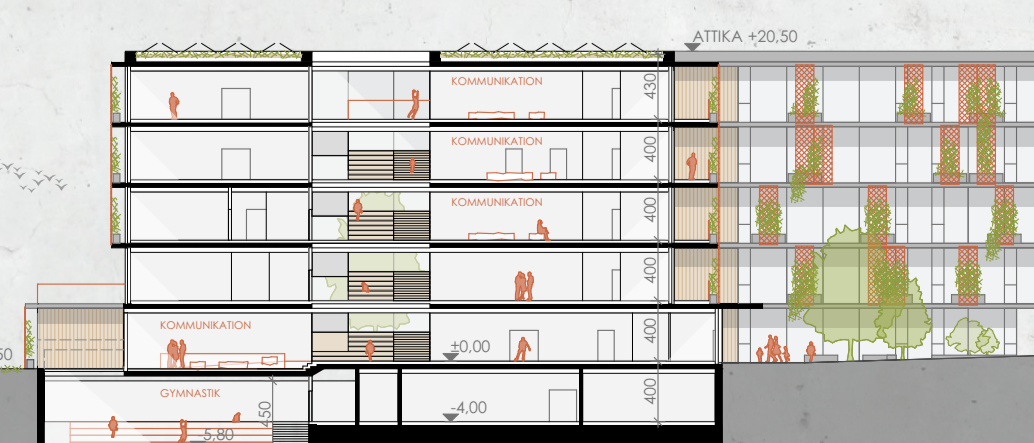 ATTIKA +20,50
KOMMUNIKATION
430
KOMMUNIKATION
400
KOMMUNIKATION
400
400
KOMMUNIKATION
±0,00
400
50
GYMNASTIK
450
-4,00
400
-5,80